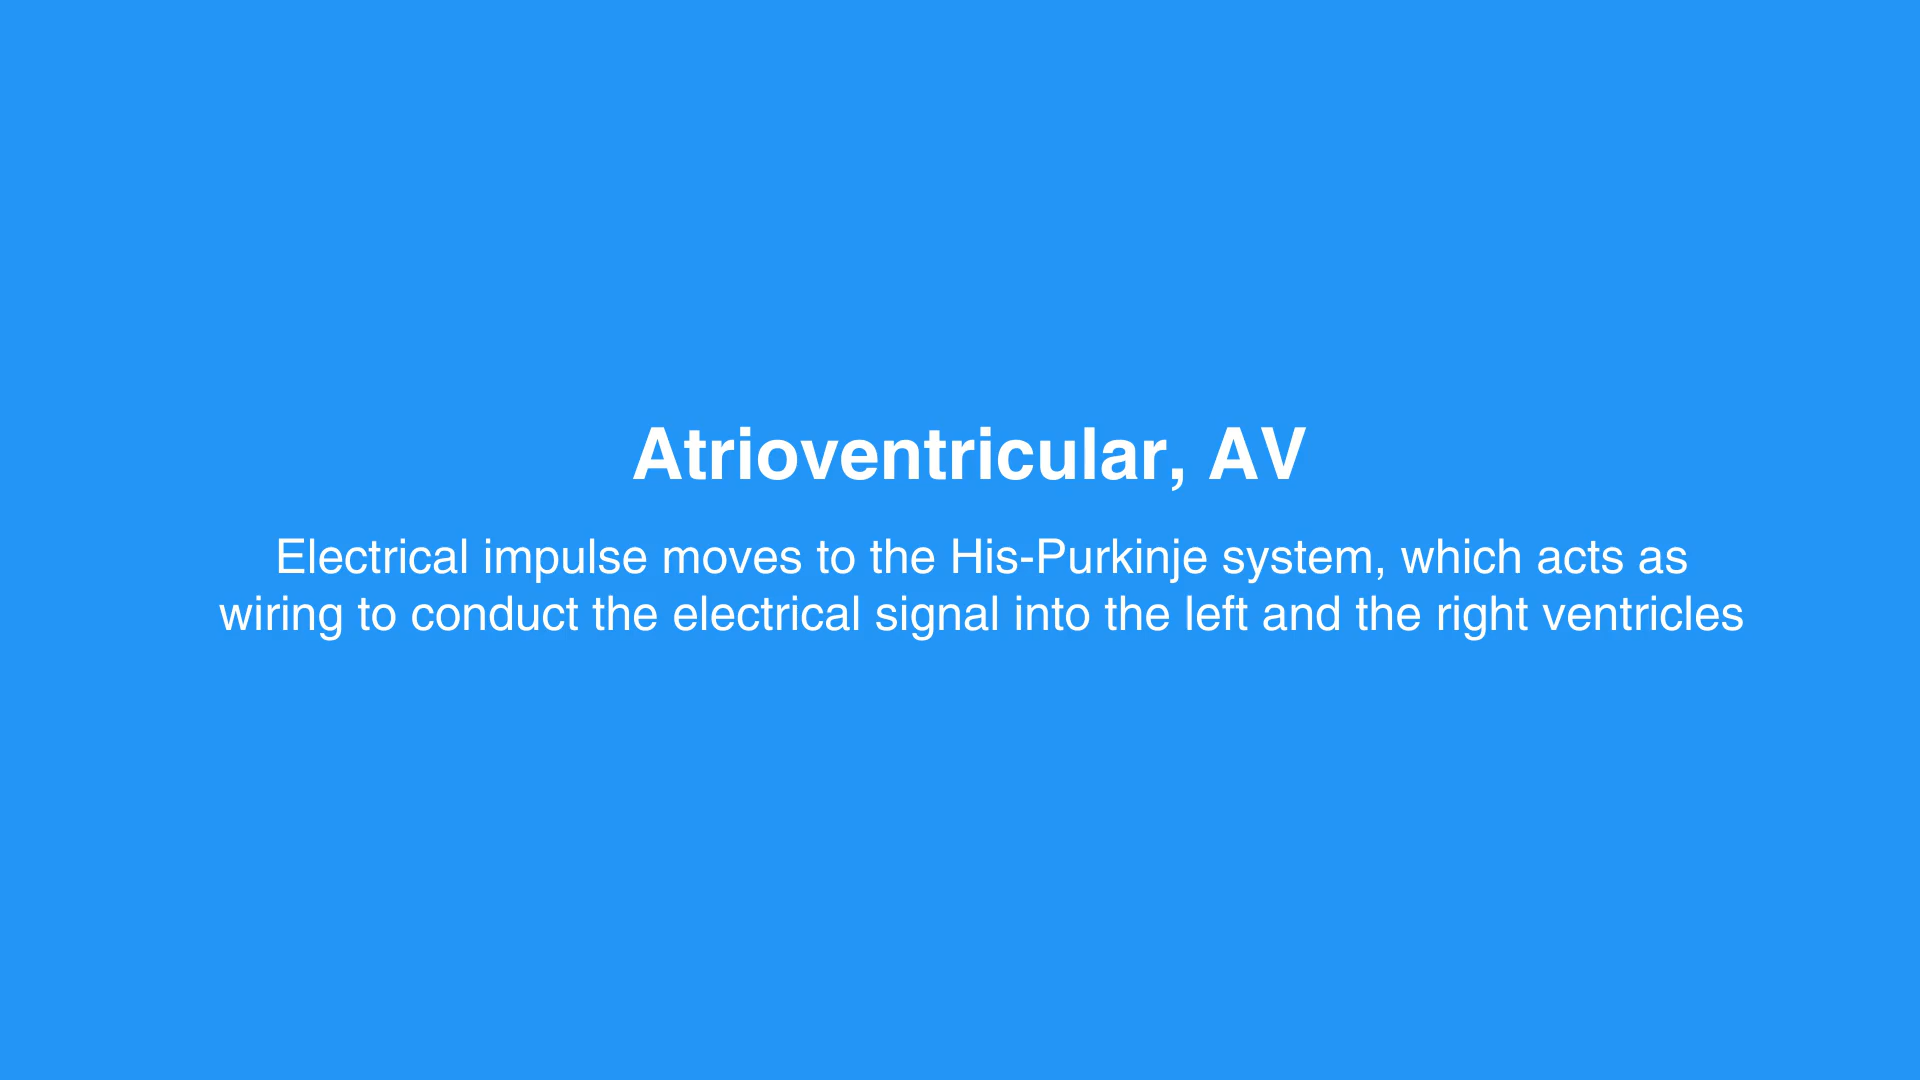 Atrioventricular, AV
Electrical impulse moves to the His-Purkinje system, which acts as
wiring to conduct the electrical signal into the left and the right ventricles